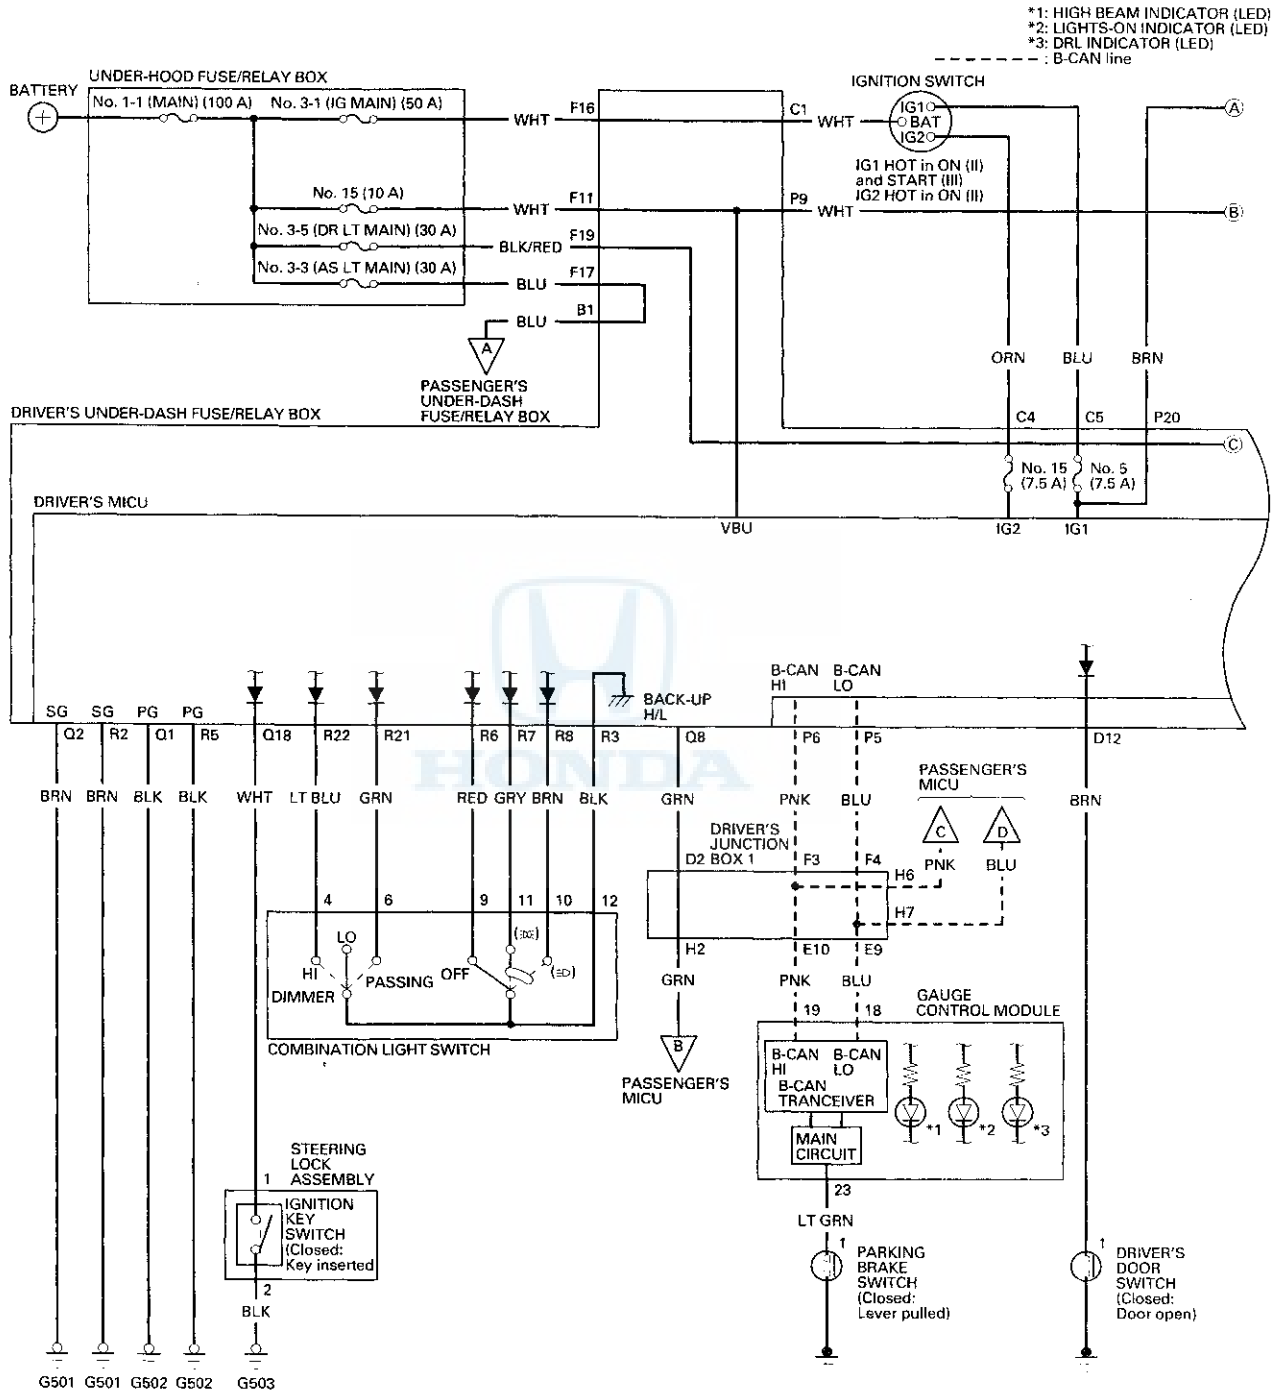 *1: HIGH BEAM INDICATOR (LED)
*2: LIGHTS-ON INDICATOR (LED)
*3: DRL INDICATOR (LED)
: B-CAN line
UNDER-HOOD FUSE/RELAY BOX
BATTERY
No. 1-1 (MAIN) (100 A)
No. 3-1 (IG MAIN) (50 A)
WHT
F16
C1
WHT
IGNITION SWITCH
IG1
BAT
IG2
A
IG1 HOT in ON (II)
and START (III)
IG2 HOT in ON (II)
No. 15 (10 A)
WHT
F11
P9
WHT
B
No. 3-5 (DR LT MAIN) (30 A)
BLK/RED
F19
No. 3-3 (AS LT MAIN) (30 A)
BLU
F17
BLU
B1
A
PASSENGER'S
UNDER-DASH
FUSE/RELAY BOX
ORN
BLU
BRN
DRIVER'S UNDER-DASH FUSE/RELAY BOX
C4
C5
P20
C
No. 15
(7.5 A)
No. 6
(7.5 A)
DRIVER'S MICU
VBU
IG2
IG1
B-CAN
HI
B-CAN
LO
BACK-UP
H/L
SG
SG
PG
PG
Q2
R2
Q1
R5
Q18
R22
R21
R6
R7
R8
R3
Q8
P6
P5
D12
HONDA
BRN
BRN
BLK
BLK
WHT
LT BLU
GRN
RED
GRY
BRN
BLK
GRN
PNK
BLU
BRN
PASSENGER'S
MICU
C
D
PNK
BLU
DRIVER'S
JUNCTION
BOX 1
D2
F3
F4
H6
H7
H2
E10
E9
4
6
9
11
10
12
LO
HI
PASSING
DIMMER
OFF
COMBINATION LIGHT SWITCH
GRN
B
PASSENGER'S
MICU
PNK
BLU
19
18
GAUGE
CONTROL MODULE
B-CAN
HI
B-CAN
LO
B-CAN
TRANCEIVER
MAIN
CIRCUIT
*1
*2
*3
23
LT GRN
STEERING
LOCK
ASSEMBLY
1
IGNITION
KEY
SWITCH
(Closed:
Key inserted
2
BLK
1
PARKING
BRAKE
SWITCH
(Closed:
Lever pulled)
1
DRIVER'S
DOOR
SWITCH
(Closed:
Door open)
G501
G501
G502
G502
G503